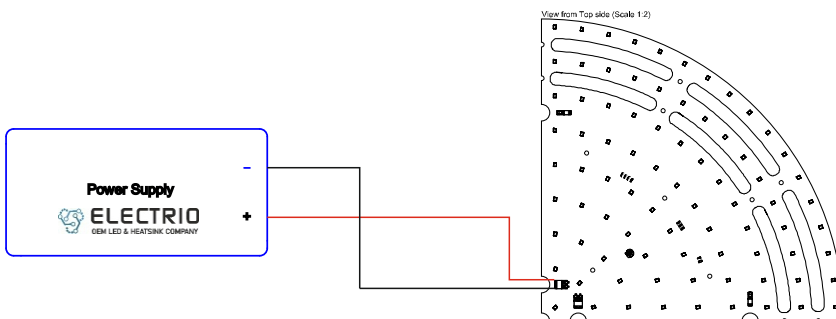 View from Top side (Scale 1:2)
-
Power Supply
+
ELECTRIO
OEM LED & HEATSINK COMPANY